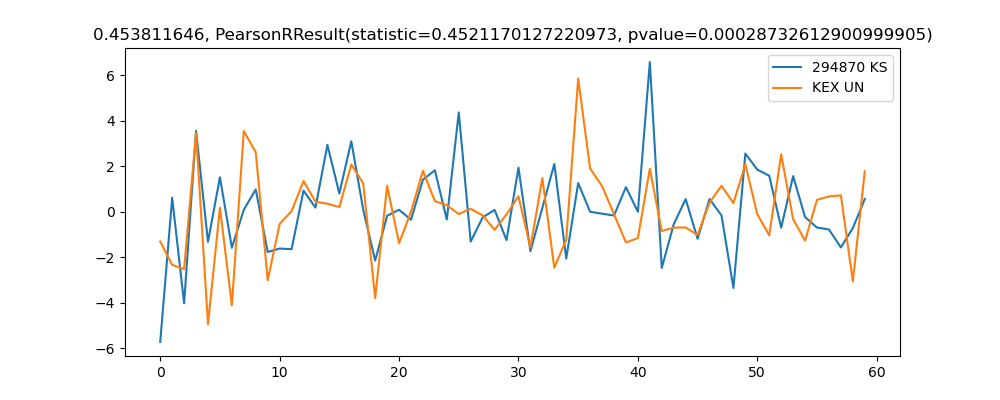 0.453811646, PearsonRResult(statistic=0.4521170127220973, pvalue=0.00028732612900999905)
294870 KS
KEX UN
6
4
2
0
−2
−4
−6
0 10 20 30 40 50 60